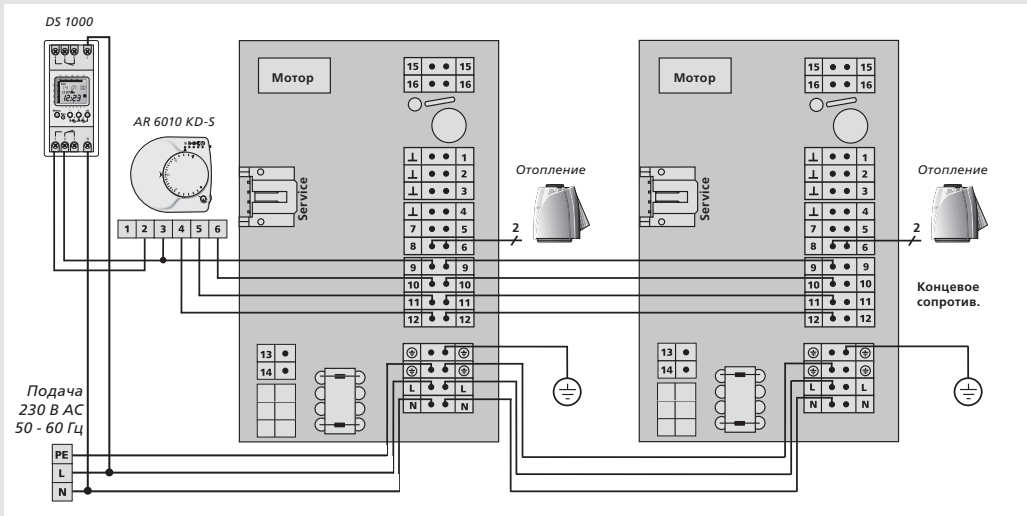 DS 1000
12:23
AR 6010 KD-S
1 2 3 4 5 6
Мотор
15 15
16 16
Service
⊥ 1
⊥ 2
⊥ 3
⊥ 4
7 5
8 6
9 9
10 10
11 11
12 12
13
14
L L
N N
Отопление
2
Мотор
15 15
16 16
Service
⊥ 1
⊥ 2
⊥ 3
⊥ 4
7 5
8 6
9 9
10 10
11 11
12 12
13
14
L L
N N
Отопление
2
Концевое
сопротив.
Подача
230 В АС
50 - 60 Гц
PE
L
N